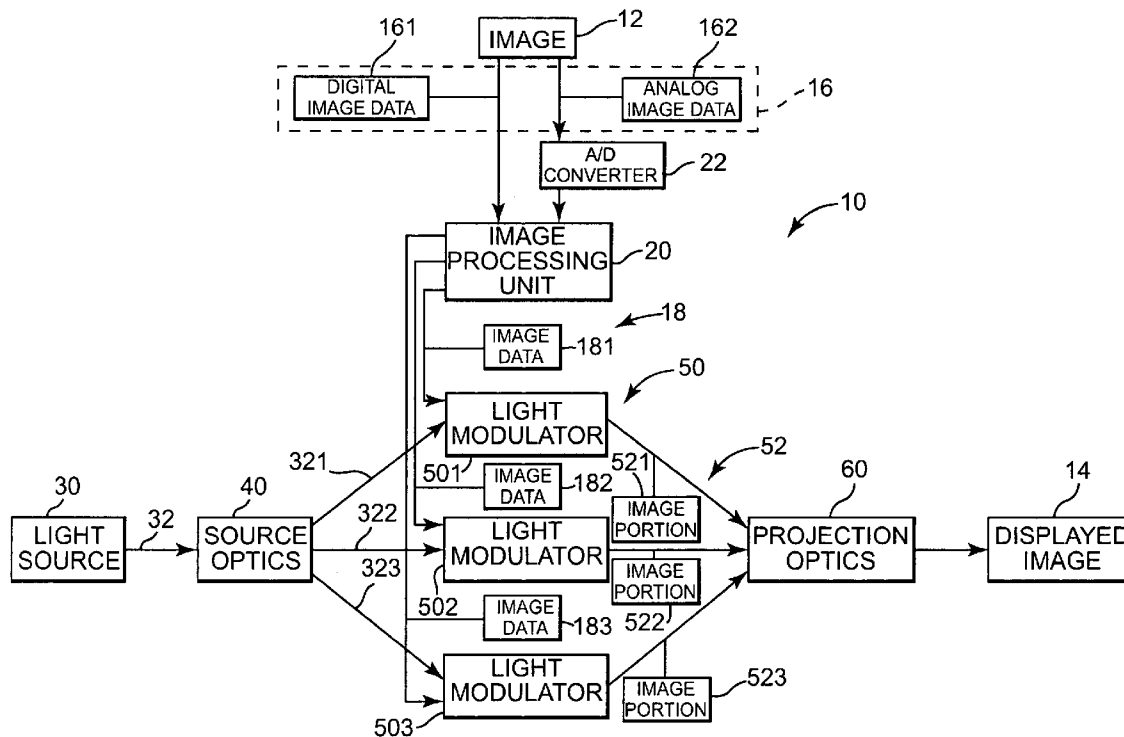 12
IMAGE
161
162
DIGITAL
IMAGE DATA
ANALOG
IMAGE DATA
16
A/D
CONVERTER
22
10
IMAGE
PROCESSING
UNIT
20
18
IMAGE
DATA
181
50
LIGHT
MODULATOR
321
501
IMAGE
DATA
182
521
52
IMAGE
PORTION
30
LIGHT
SOURCE
32
40
SOURCE
OPTICS
322
LIGHT
MODULATOR
60
PROJECTION
OPTICS
14
DISPLAYED
IMAGE
323
502
IMAGE
PORTION
522
IMAGE
DATA
183
LIGHT
MODULATOR
503
IMAGE
PORTION
523